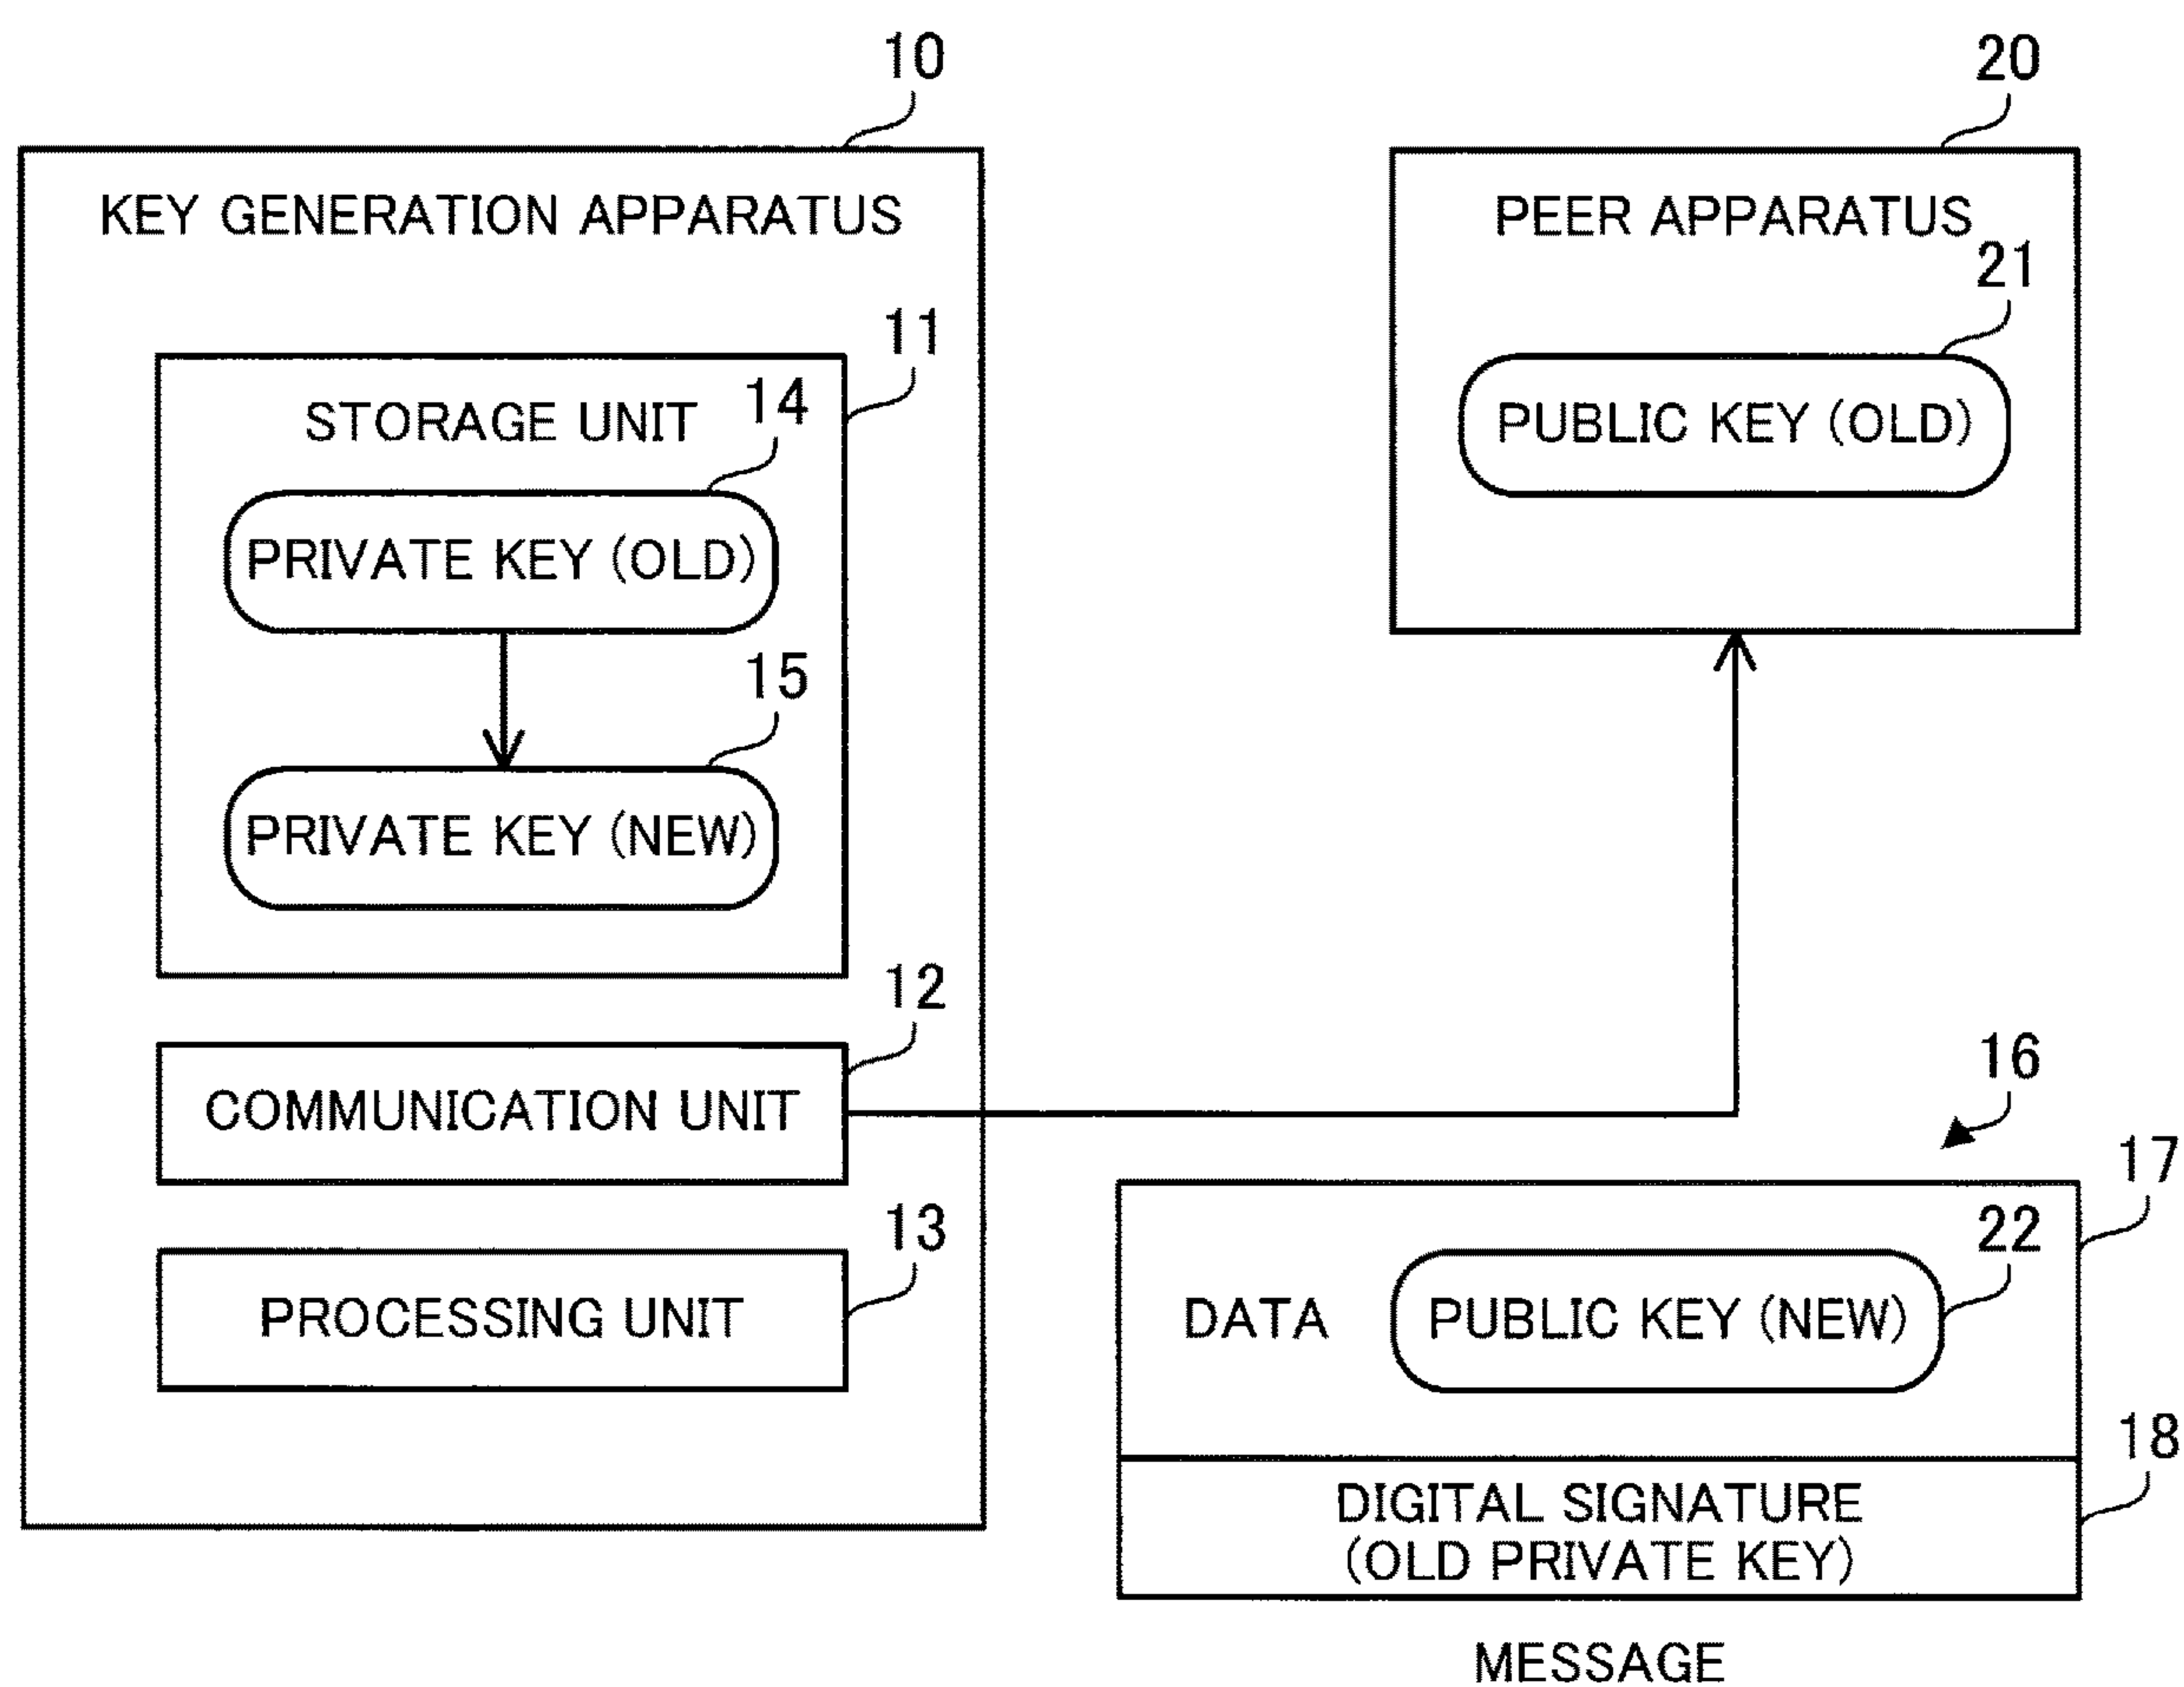 10
KEY GENERATION APPARATUS
11
STORAGE UNIT
14
PRIVATE KEY (OLD)
15
PRIVATE KEY (NEW)
12
COMMUNICATION UNIT
13
PROCESSING UNIT
20
PEER APPARATUS
21
PUBLIC KEY (OLD)
16
17
22
DATA
PUBLIC KEY (NEW)
18
DIGITAL SIGNATURE
(OLD PRIVATE KEY)
MESSAGE